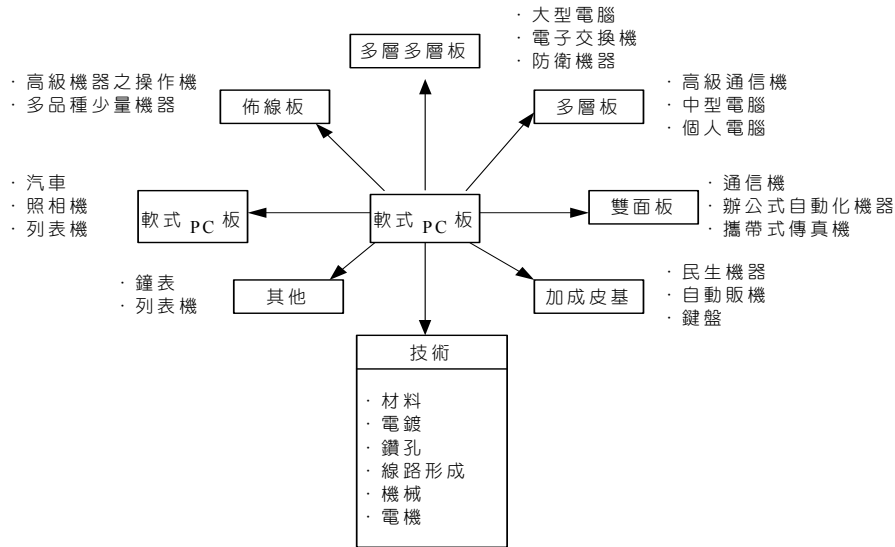 多層多層板
· 大型電腦
· 電子交換機
· 防衛機器
· 高級機器之操作機
· 多品種少量機器
佈線板
多層板
· 高級通信機
· 中型電腦
· 個人電腦
· 汽車
· 照相機
· 列表機
軟式 PC 板
軟式 PC 板
雙面板
· 通信機
· 辦公式自動化機器
· 攜帶式傳真機
· 鐘表
· 列表機
其他
加成皮基
· 民生機器
· 自動販機
· 鍵盤
技術
· 材料
· 電鍍
· 鑽孔
· 線路形成
· 機械
· 電機